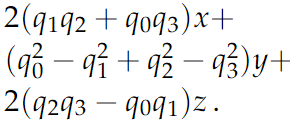 2(q₁q₂ + q₀q₃)x+
(q₀² − q₁² + q₂² − q₃²)y+
2(q₂q₃ − q₀q₁)z .